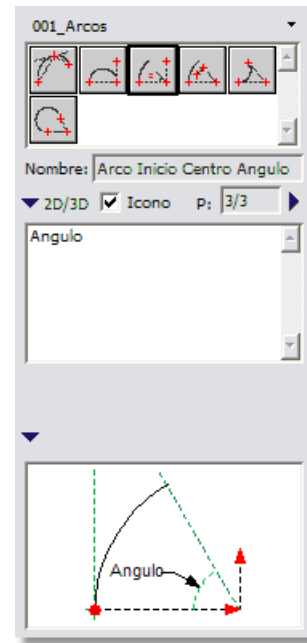 001_Arcos
Nombre: Arco Inicio Centro Angulo
2D/3D Icono P: 3/3
Angulo
Angulo